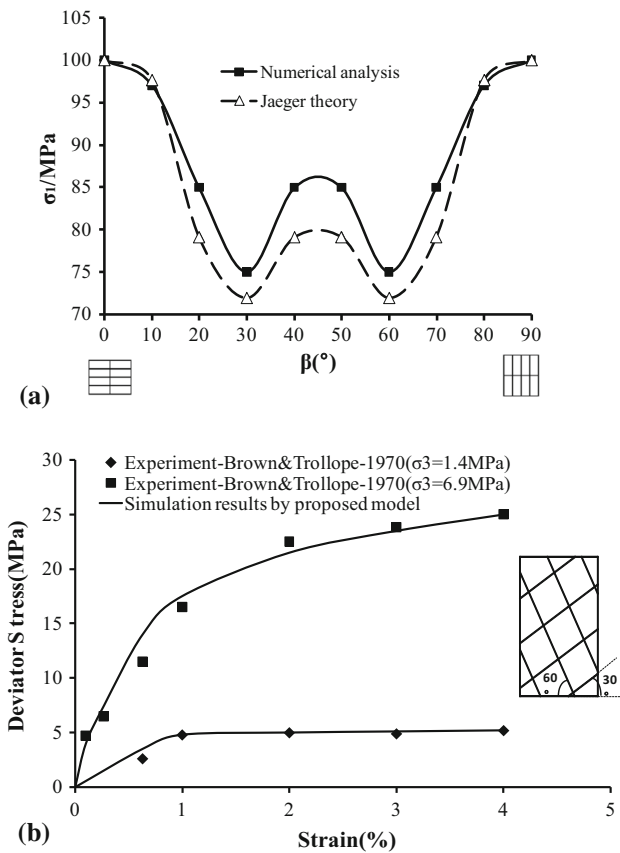 105
100
95
90
85
80
75
70
σ1/MPa
Numerical analysis
Jaeger theory
0 10 20 30 40 50 60 70 80 90
β(°)
(a)
30
25
20
15
10
5
0
Deviator S tress(MPa)
Experiment-Brown&Trollope-1970(σ3=1.4MPa)
Experiment-Brown&Trollope-1970(σ3=6.9MPa)
Simulation results by proposed model
60°
30°
0 1 2 3 4 5
Strain(%)
(b)